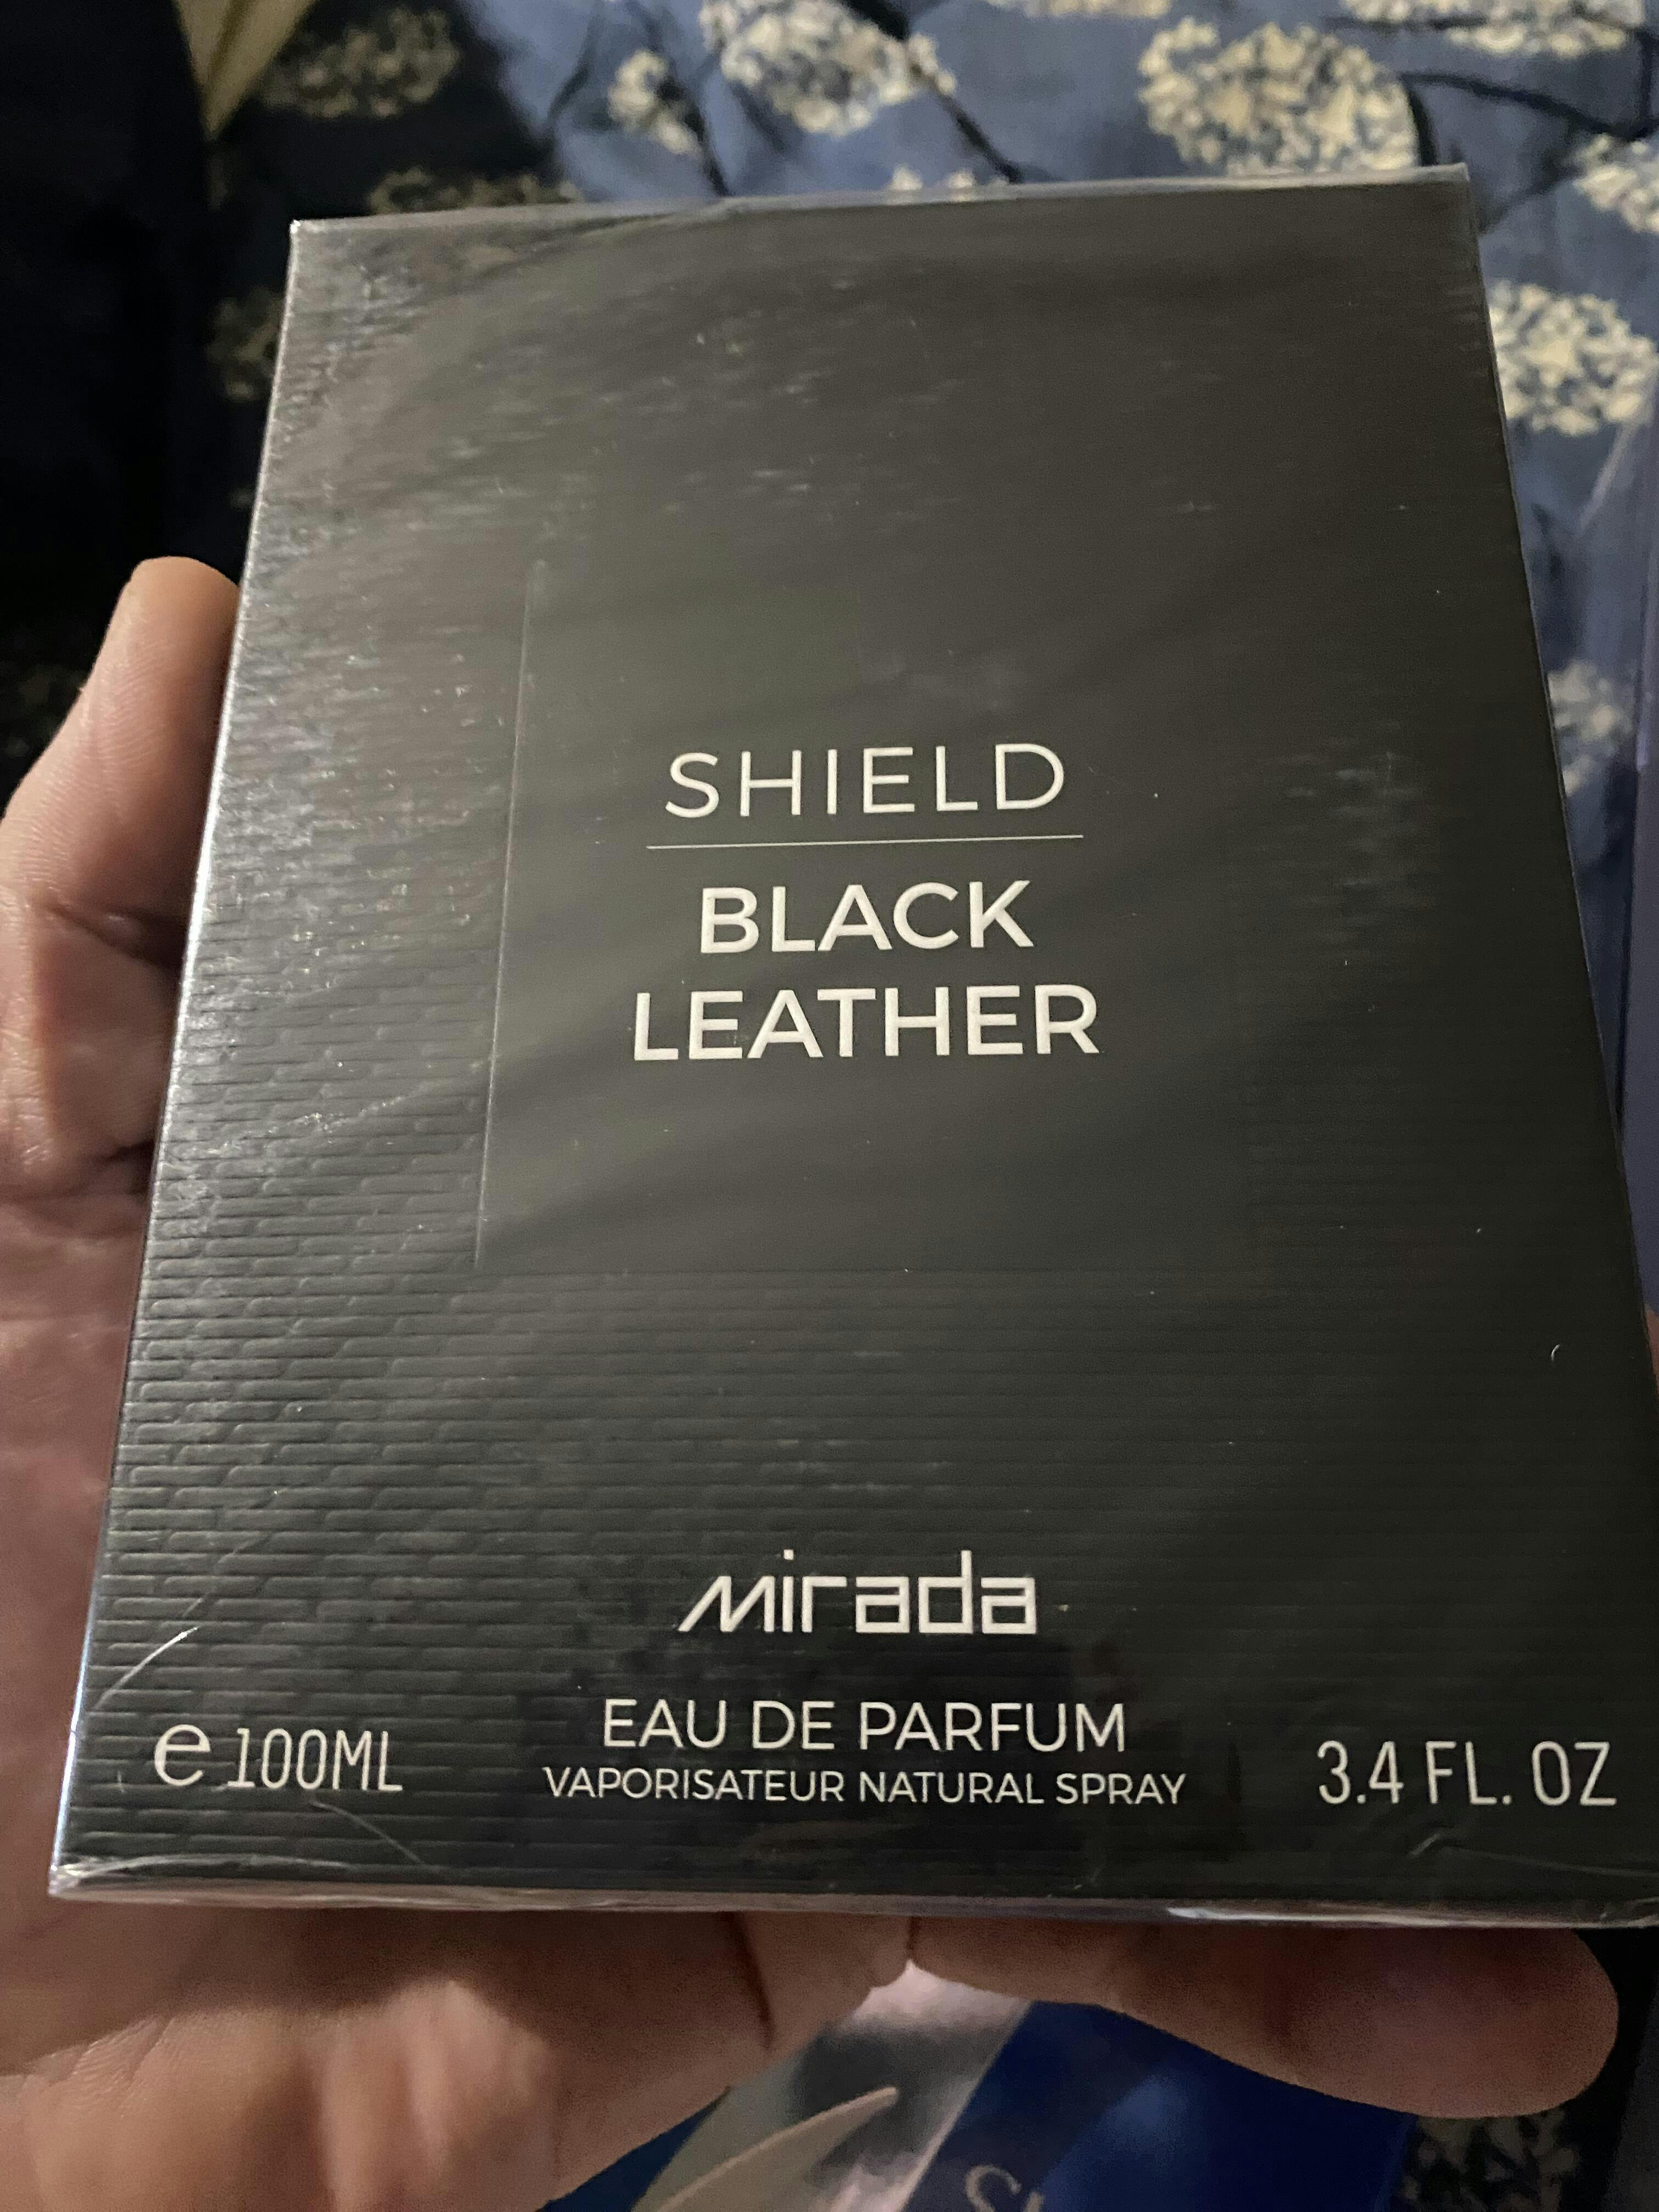 SHIELD
BLACK
LEATHER
mirada
EAU DE PARFUM
VAPORISATEUR NATURAL SPRAY
e 100ML
3.4 FL. OZ